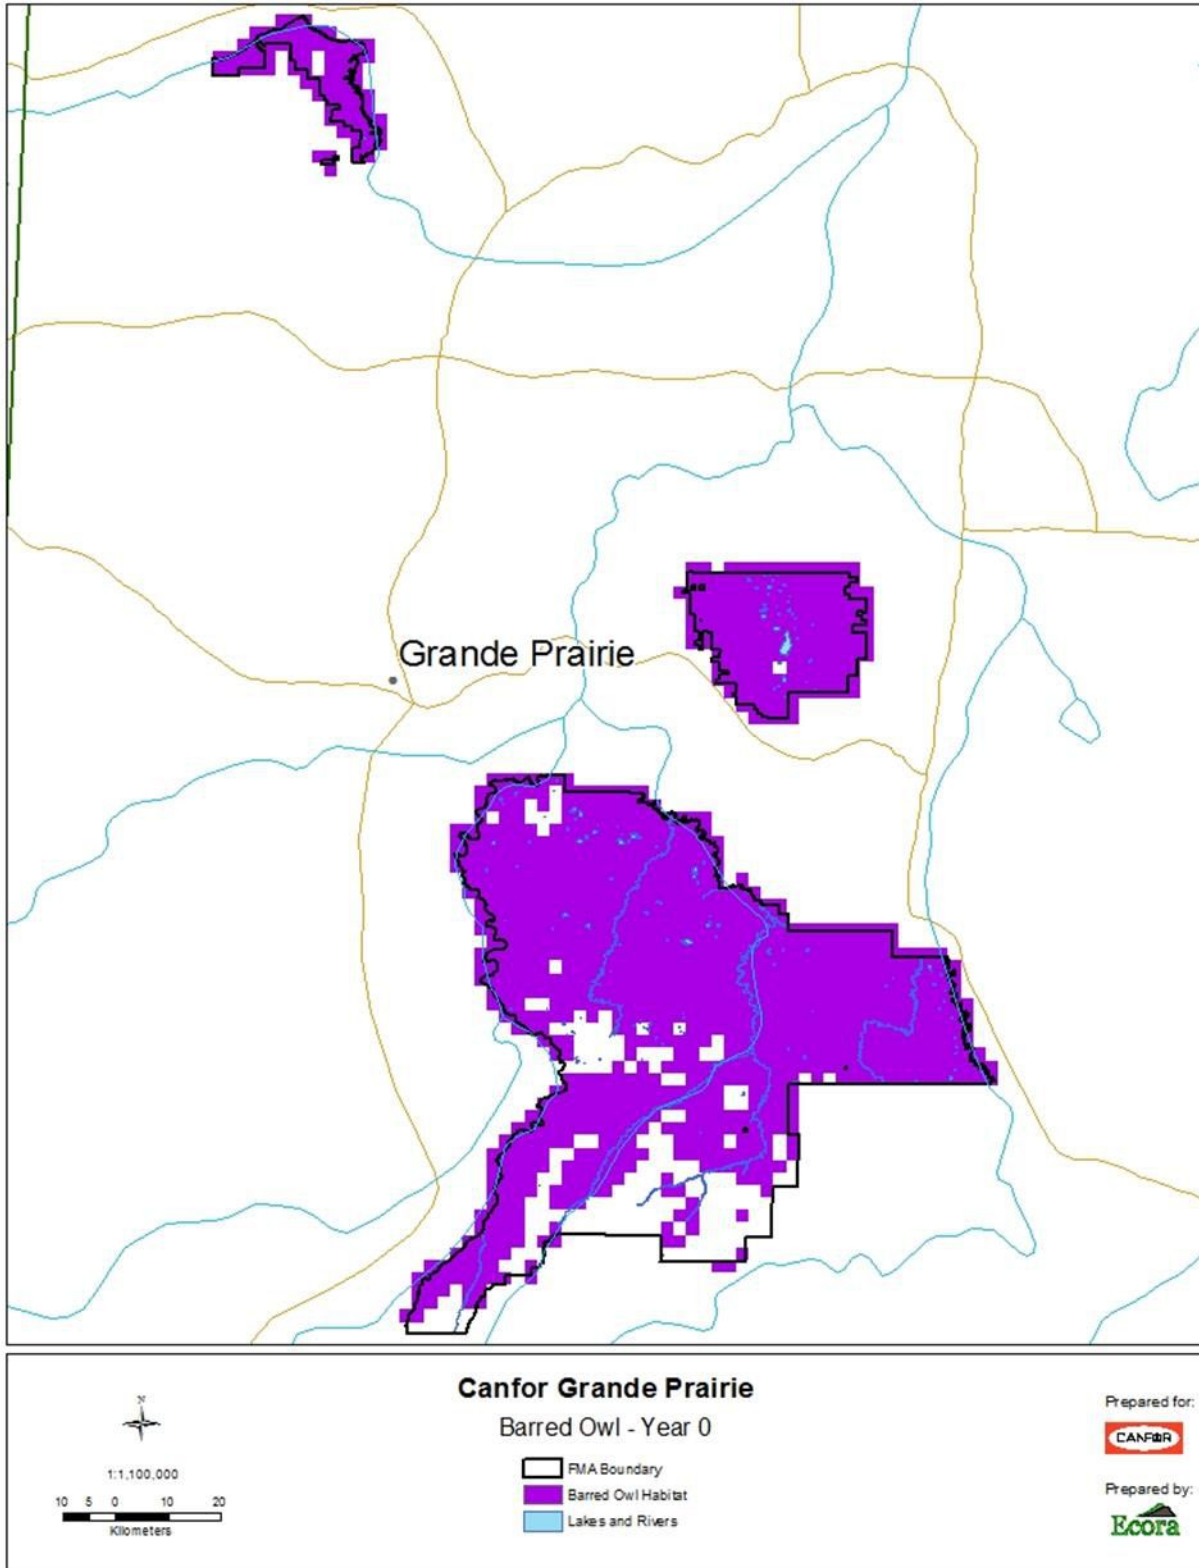 Grande Prairie
Canfor Grande Prairie
Barred Owl - Year 0
N
1:1,100,000
10 5 0 10 20
Kilometers
FMA Boundary
Barred Owl Habitat
Lakes and Rivers
Prepared for:
CANFOR
Prepared by:
Ecora